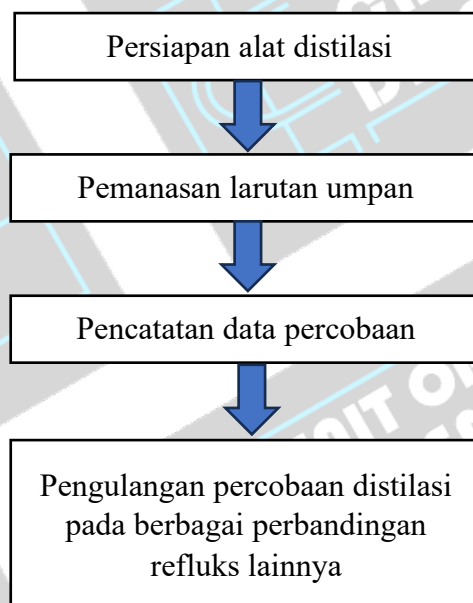 Persiapan alat distilasi
Pemanasan larutan umpan
Pencatatan data percobaan
Pengulangan percobaan distilasi
pada berbagai perbandingan
refluks lainnya